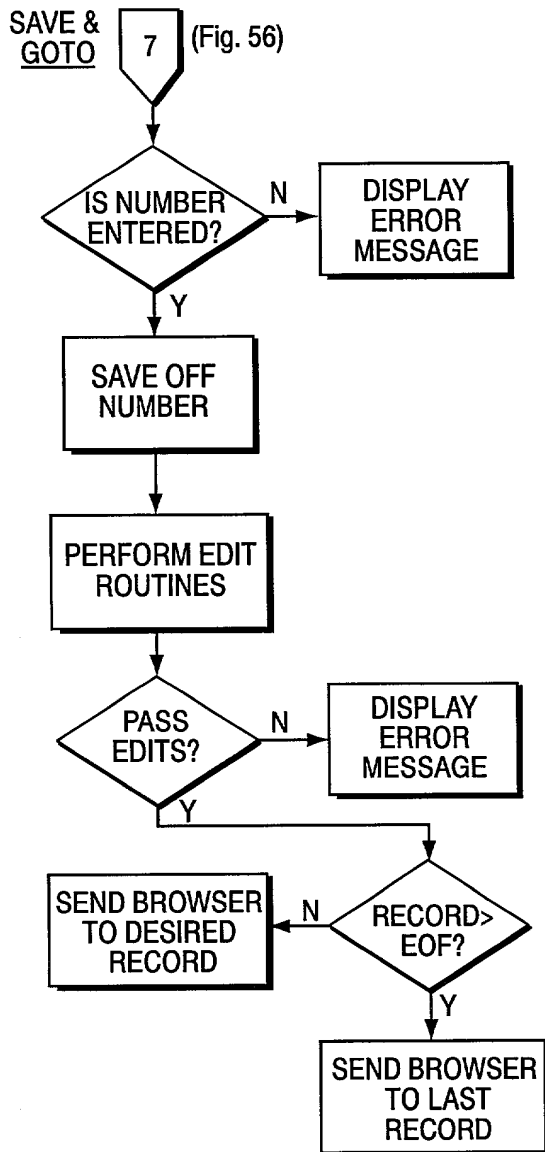 SAVE &
GOTO
7
(Fig. 56)
IS NUMBER
ENTERED?
N
DISPLAY
ERROR
MESSAGE
Y
SAVE OFF
NUMBER
PERFORM EDIT
ROUTINES
PASS
EDITS?
N
DISPLAY
ERROR
MESSAGE
Y
RECORD>
EOF?
N
SEND BROWSER
TO DESIRED
RECORD
Y
SEND BROWSER
TO LAST
RECORD